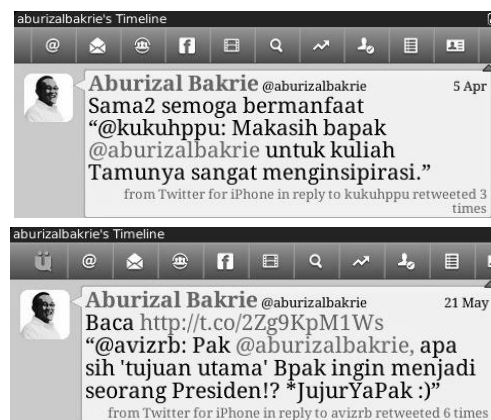 aburizalbakrie's Timeline
Aburizal Bakrie @aburizalbakrie 5 Apr
Sama2 semoga bermanfaat
“@kukuhppu: Makasih bapak
@aburizalbakrie untuk kuliah
Tamunya sangat menginsipirasi.”
from Twitter for iPhone in reply to kukuhppu retweeted 3
times
aburizalbakrie's Timeline
Aburizal Bakrie @aburizalbakrie 21 May
Baca http://t.co/2Zg9KpM1Ws
“@avizrb: Pak @aburizalbakrie, apa
sih 'tujuan utama' Bpak ingin menjadi
seorang Presiden!? *JujurYaPak :)”
from Twitter for iPhone in reply to avizrb retweeted 6 times